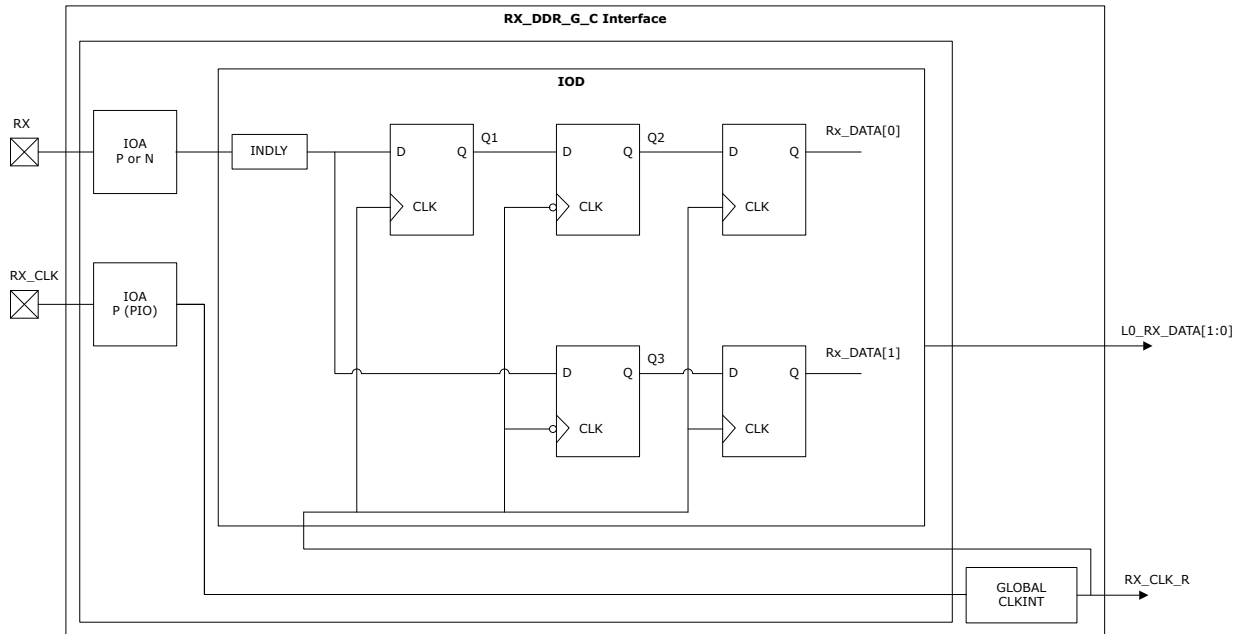 RX_DDR_G_C Interface
IOD
RX
IOA
P or N
INDLY
D
Q
CLK
Q1
D
Q
CLK
Q2
D
Q
CLK
Rx_DATA[0]
RX_CLK
IOA
P (PIO)
D
Q
CLK
Q3
D
Q
CLK
Rx_DATA[1]
L0_RX_DATA[1:0]
GLOBAL
CLKINT
RX_CLK_R